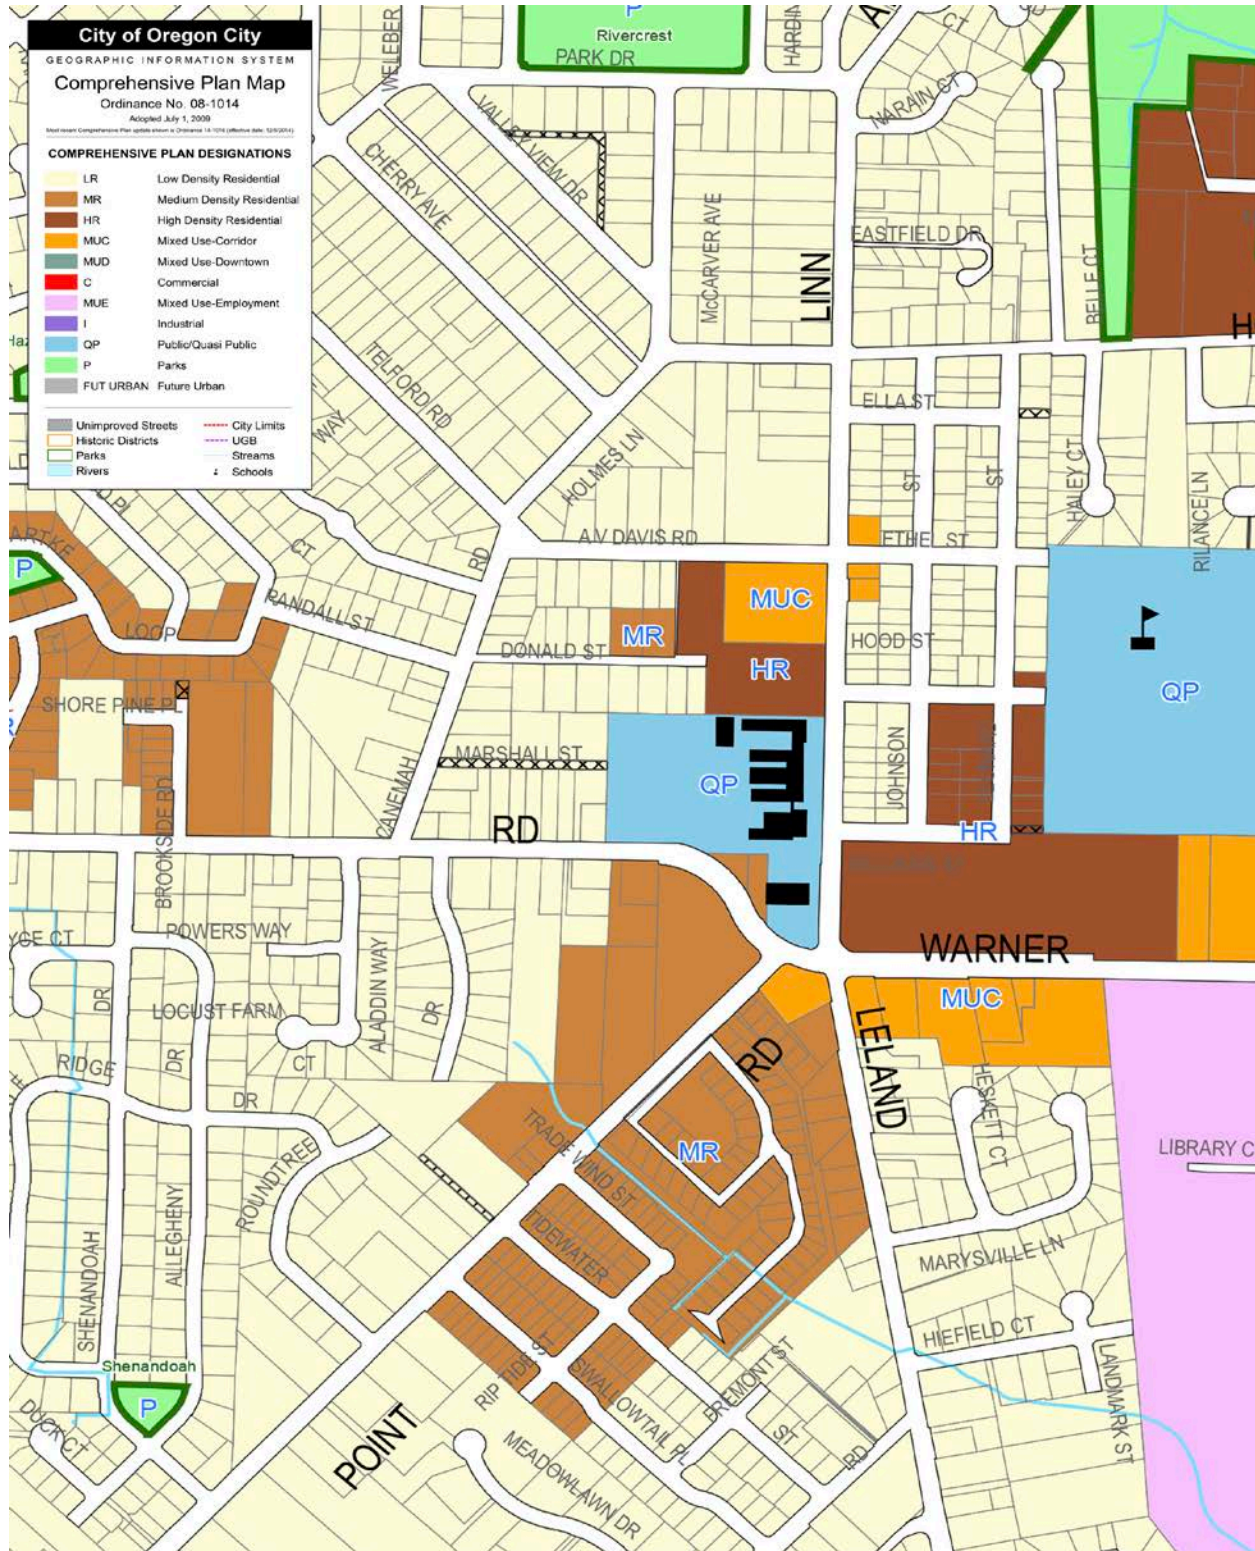 City of Oregon City
GEOGRAPHIC INFORMATION SYSTEM
Comprehensive Plan Map
Ordinance No. 08-1014
Adopted July 1, 2009
COMPREHENSIVE PLAN DESIGNATIONS
LR Low Density Residential
MR Medium Density Residential
HR High Density Residential
MUC Mixed Use-Corridor
MUD Mixed Use-Downtown
C Commercial
MUE Mixed Use-Employment
I Industrial
QP Public/Quasi Public
P Parks
FUT URBAN Future Urban
Unimproved Streets
Historic Districts
Parks
Rivers
City Limits
UGB
Streams
Schools
WELEBER
P
Rivercrest
PARK DR
HARDIN
A
CT
NARAIN CT
VALLEY VIEW DR
CHERRY AVE
McCARVER AVE
LINN
EASTFIELD DR
BELLE CT
H
TELFORD RD
WAY
HOLMES LN
ELLA ST
ST
ST
HALEY CT
RILANCE LN
CT
RD
A V DAVIS RD
ETHEL ST
P
RANDALL ST
LOOP
MUC
MR
DONALD ST
HOOD ST
HR
QP
SHORE PINE PL
MARSHALL ST
QP
JOHNSON
CANEMAH
BROOKSIDE RD
RD
HR
POWERS WAY
WARNER
LOCUST FARM
CT
ALADDIN WAY
DR
DR
MUC
LELAND
RD
RIDGE
DR
DR
HESKETT CT
TRADE WIND ST
MR
LIBRARY C
ROUNDTREE
ALLEGHENY
SHENANDOAH
TIDEWATER
MARYSVILLE LN
HIEFIELD CT
LANDMARK ST
Shenandoah
P
RIP TIDE ST
SWALLOWTAIL PL
FREMONT ST
ST
RD
DUCK CT
POINT
MEADOWLAWN DR